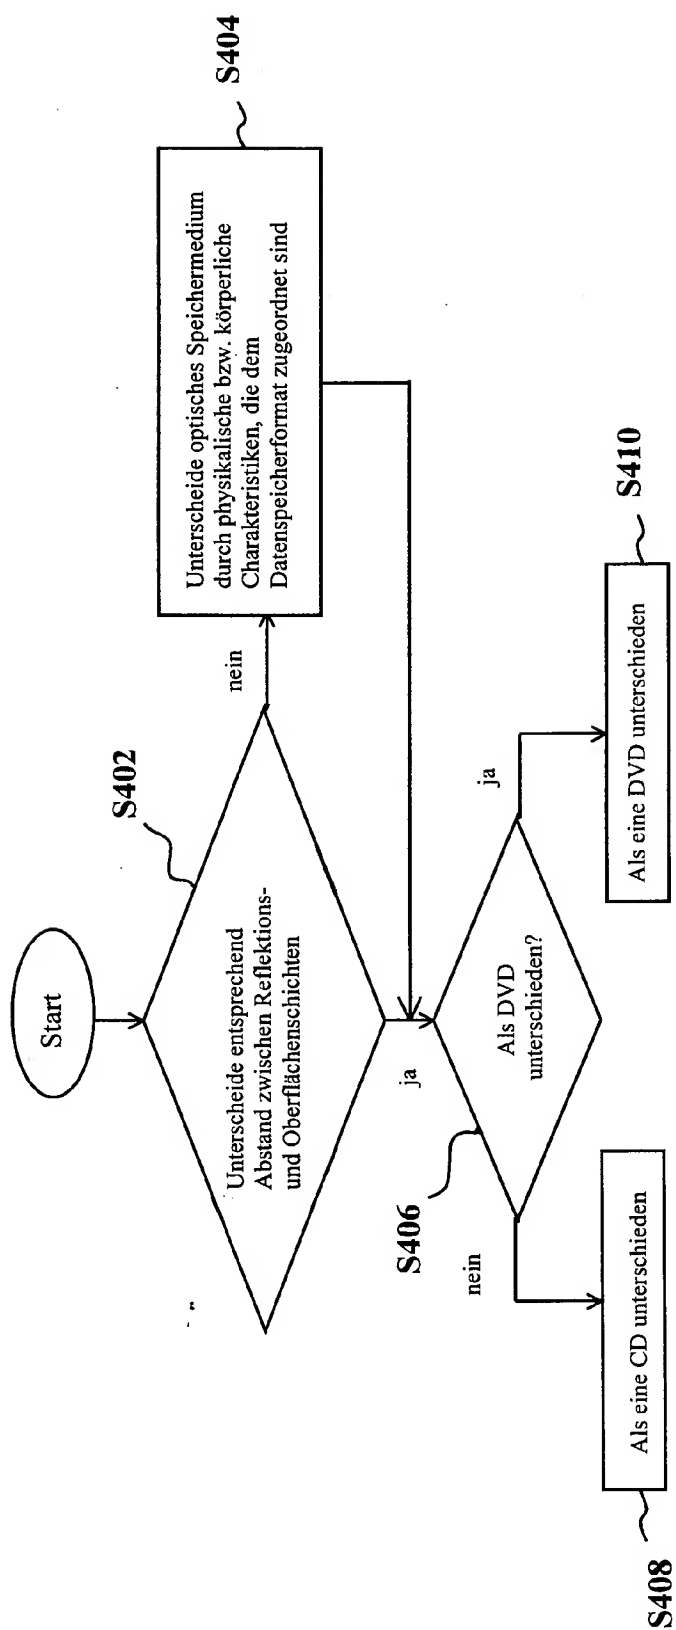 Start
S402
Unterscheide entsprechend
Abstand zwischen Reflektions-
und Oberflächenschichten
nein
S404
Unterscheide optisches Speichermedium
durch physikalische bzw. körperliche
Charakteristiken, die dem
Datenspeicherformat zugeordnet sind
ja
S406
Als DVD
unterschieden?
nein
ja
S408
Als eine CD unterschieden
S410
Als eine DVD unterschieden